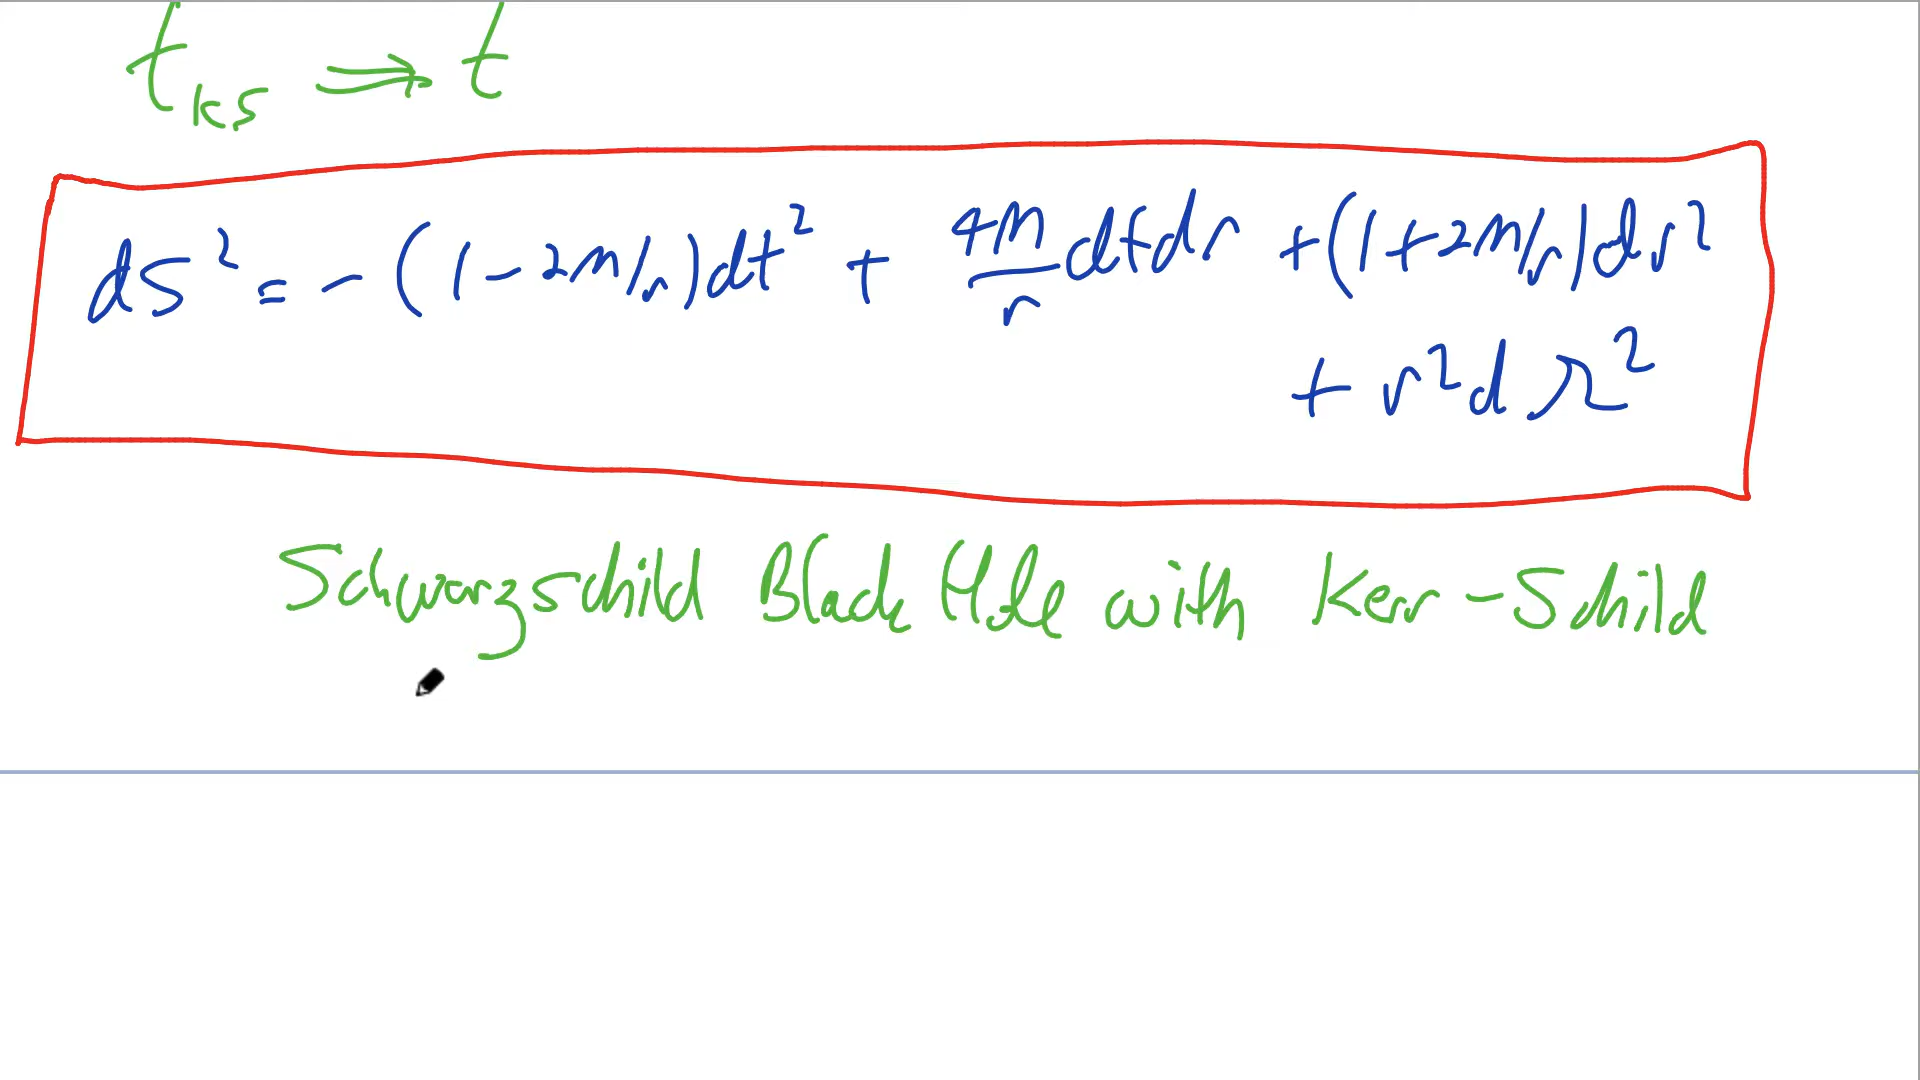 t_ks ⇒ t
ds² = -(1-2M/r)dt² + 4M/r dtdr + (1+2M/r)dr²
+ r²dΩ²
Schwarzschild Black Hole with Kerr-Schild